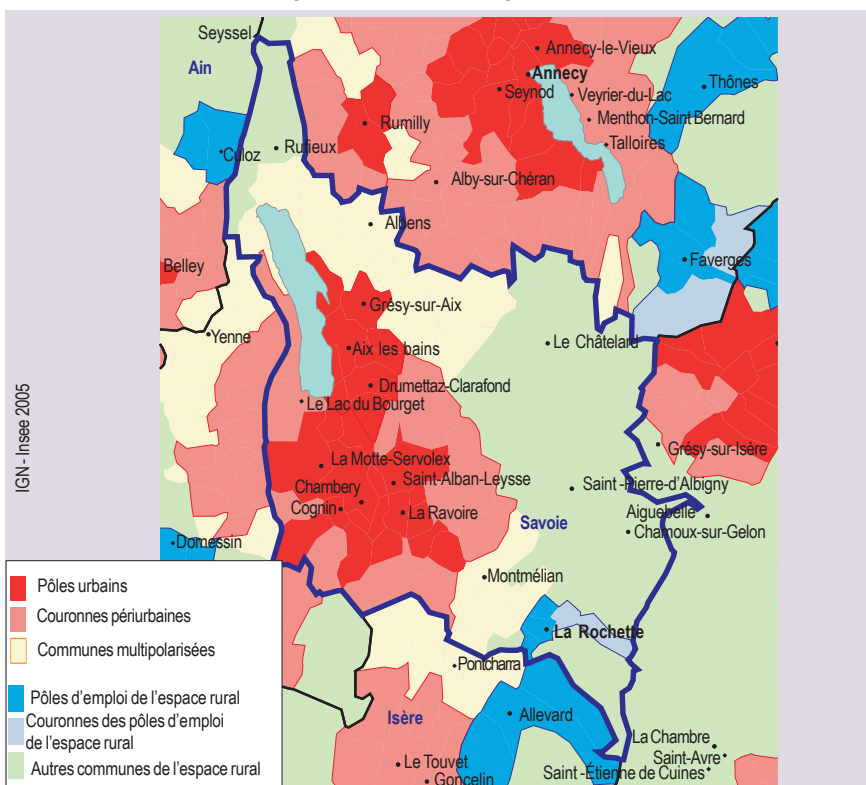 Seyssel
Ain
Annecy-le-Vieux
Annecy
Thônes
Seynod
Veyrier-du-Lac
Rumilly
Menthon-Saint Bernard
Talloires
Culoz
Rufieux
Alby-sur-Chéran
Albens
Belley
Faverges
Grésy-sur-Aix
Yenne
Aix les bains
Le Châtelard
Drumettaz-Clarafond
Le Lac du Bourget
IGN - Insee 2005
Grésy-sur-Isère
La Motte-Servolex
Saint-Alban-Leysse
Saint-Pierre-d'Albigny
Chambery
Cognin
La Ravoire
Savoie
Aiguebelle
Chamoux-sur-Gelon
Domessin
Montmélian
La Rochette
Pontcharra
Isère
Allevard
La Chambre
Saint-Avre
Le Touvet
Saint-Étienne de Cuines
Goncelin
Pôles urbains
Couronnes périurbaines
Communes multipolarisées
Pôles d'emploi de l'espace rural
Couronnes des pôles d'emploi
de l'espace rural
Autres communes de l'espace rural